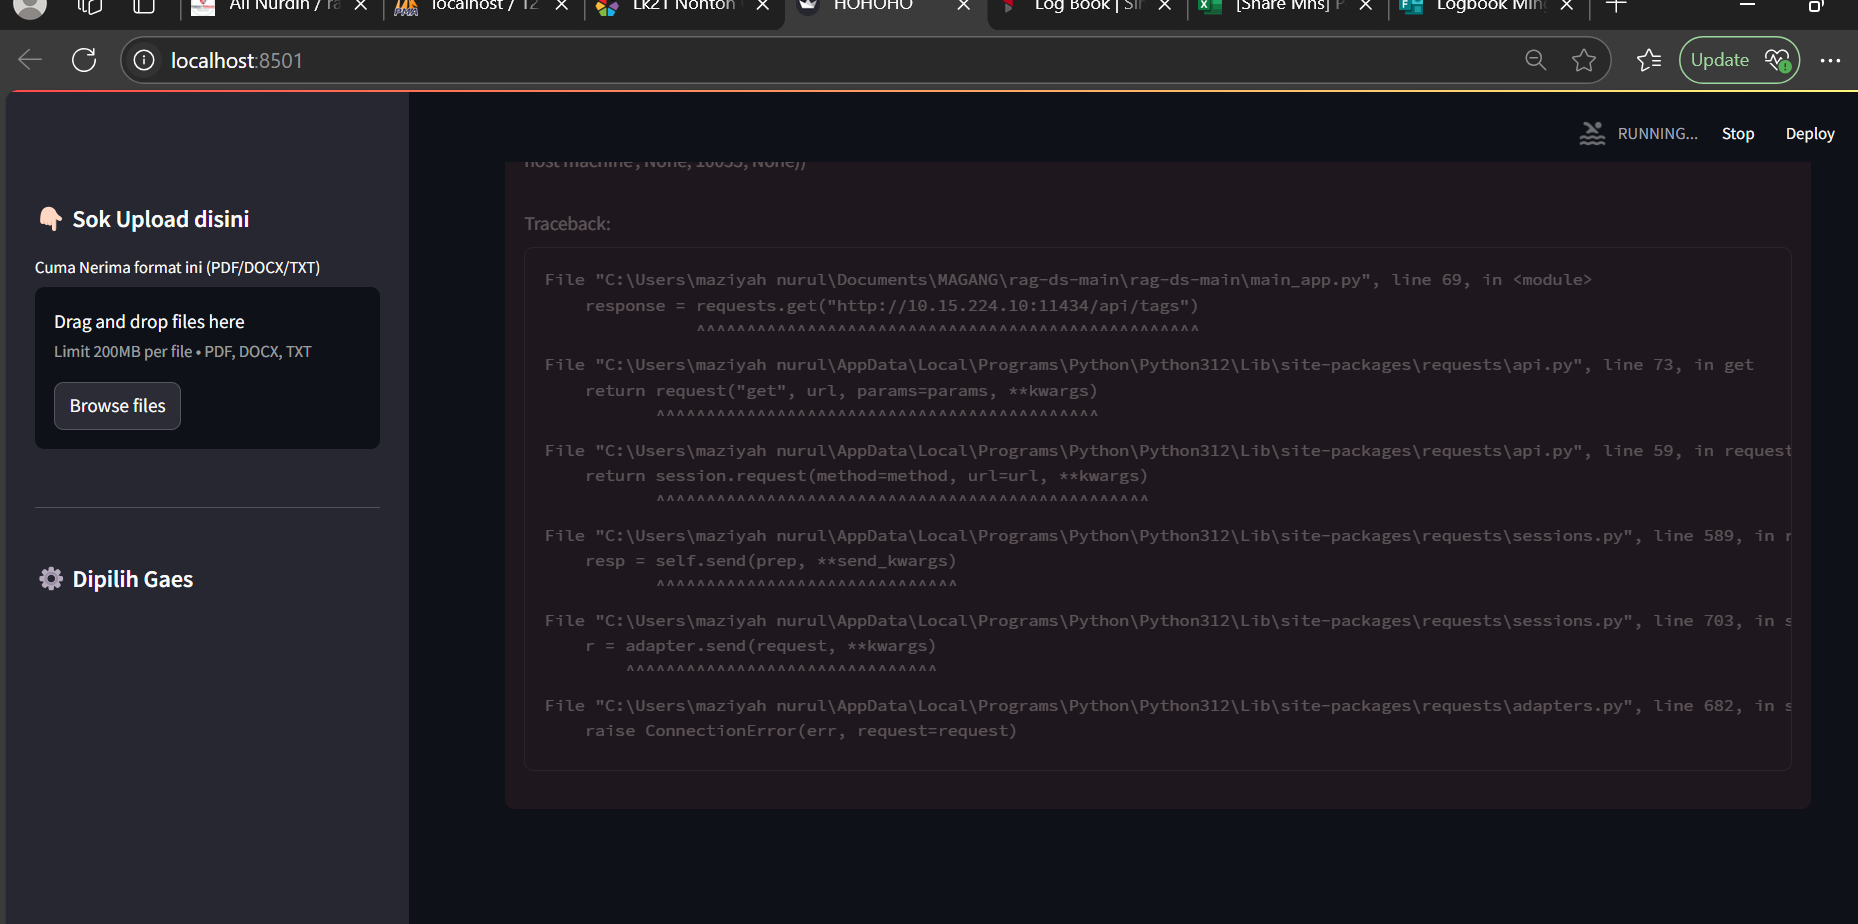 Ali Nurdin / ra
localhost / 12
Lk21 Nonton
HOHOHO
Log Book | Sir
[Share Mhs] P
Logbook Ming
localhost:8501
Update
RUNNING...
Stop
Deploy
Sok Upload disini
Cuma Nerima format ini (PDF/DOCX/TXT)
Drag and drop files here
Limit 200MB per file • PDF, DOCX, TXT
Browse files
Dipilih Gaes
host machine', None, 10053, None))
Traceback:
File "C:\Users\maziyah nurul\Documents\MAGANG\rag-ds-main\rag-ds-main\main_app.py", line 69, in <module>
response = requests.get("http://10.15.224.10:11434/api/tags")
^^^^^^^^^^^^^^^^^^^^^^^^^^^^^^^^^^^^^^^^^^^^^^^^^^
File "C:\Users\maziyah nurul\AppData\Local\Programs\Python\Python312\Lib\site-packages\requests\api.py", line 73, in get
return request("get", url, params=params, **kwargs)
^^^^^^^^^^^^^^^^^^^^^^^^^^^^^^^^^^^^^^^^^^^^
File "C:\Users\maziyah nurul\AppData\Local\Programs\Python\Python312\Lib\site-packages\requests\api.py", line 59, in request
return session.request(method=method, url=url, **kwargs)
^^^^^^^^^^^^^^^^^^^^^^^^^^^^^^^^^^^^^^^^^^^^^^^^^
File "C:\Users\maziyah nurul\AppData\Local\Programs\Python\Python312\Lib\site-packages\requests\sessions.py", line 589, in r
resp = self.send(prep, **send_kwargs)
^^^^^^^^^^^^^^^^^^^^^^^^^^^^^^
File "C:\Users\maziyah nurul\AppData\Local\Programs\Python\Python312\Lib\site-packages\requests\sessions.py", line 703, in s
r = adapter.send(request, **kwargs)
^^^^^^^^^^^^^^^^^^^^^^^^^^^^^^^
File "C:\Users\maziyah nurul\AppData\Local\Programs\Python\Python312\Lib\site-packages\requests\adapters.py", line 682, in s
raise ConnectionError(err, request=request)